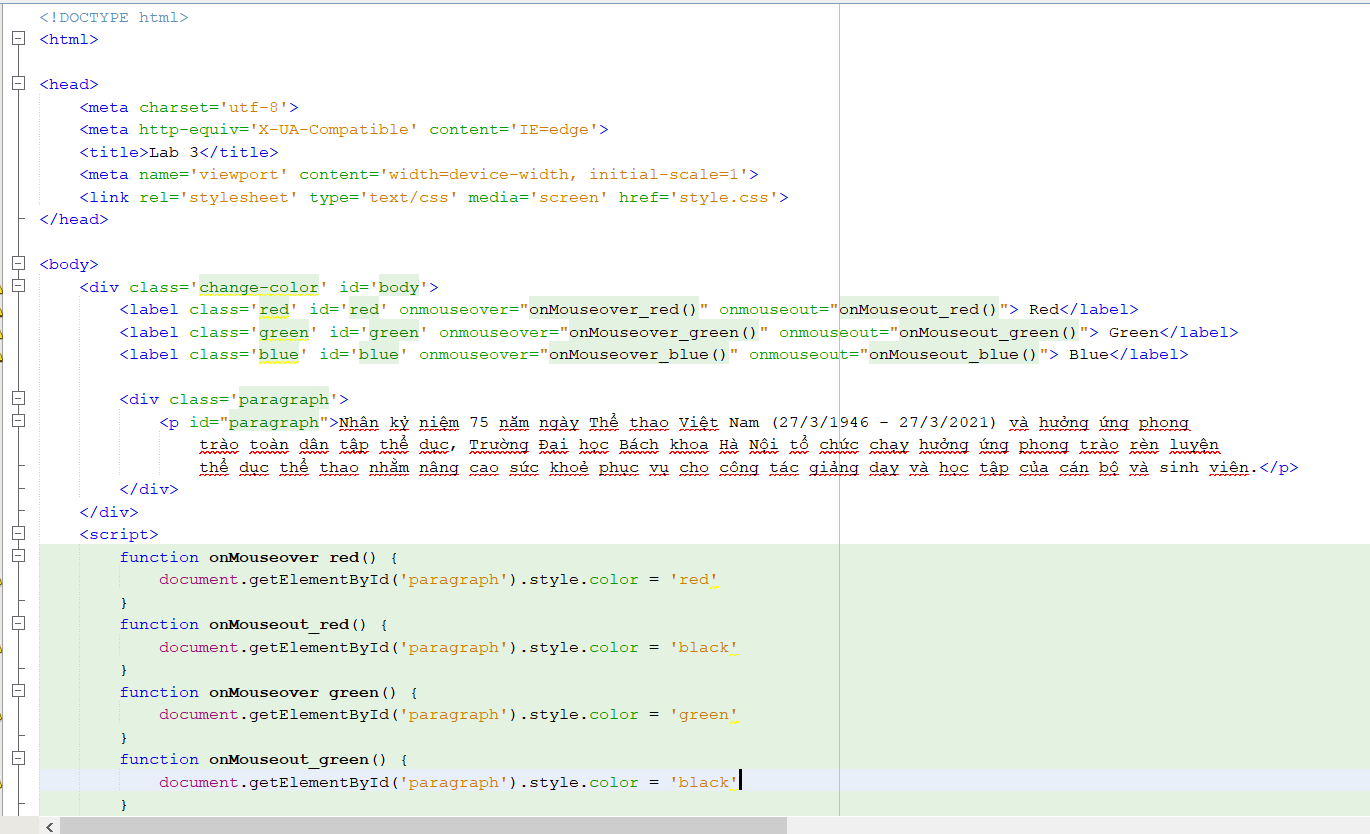 <!DOCTYPE html>
<html>
<head>
<meta charset='utf-8'>
<meta http-equiv='X-UA-Compatible' content='IE=edge'>
<title>Lab 3</title>
<meta name='viewport' content='width=device-width, initial-scale=1'>
<link rel='stylesheet' type='text/css' media='screen' href='style.css'>
</head>
<body>
<div class='change-color' id='body'>
<label class='red' id='red' onmouseover="onMouseover_red()" onmouseout="onMouseout_red()"> Red</label>
<label class='green' id='green' onmouseover="onMouseover_green()" onmouseout="onMouseout_green()"> Green</label>
<label class='blue' id='blue' onmouseover="onMouseover_blue()" onmouseout="onMouseout_blue()"> Blue</label>
<div class='paragraph'>
<p id="paragraph">Nhân kỷ niệm 75 năm ngày Thể thao Việt Nam (27/3/1946 - 27/3/2021) và hưởng ứng phong
trào toàn dân tập thể dục, Trường Đại học Bách khoa Hà Nội tổ chức chạy hưởng ứng phong trào rèn luyện
thể dục thể thao nhằm nâng cao sức khoẻ phục vụ cho công tác giảng dạy và học tập của cán bộ và sinh viên.</p>
</div>
</div>
<script>
function onMouseover red() {
document.getElementById('paragraph').style.color = 'red'
}
function onMouseout_red() {
document.getElementById('paragraph').style.color = 'black'
}
function onMouseover green() {
document.getElementById('paragraph').style.color = 'green'
}
function onMouseout_green() {
document.getElementById('paragraph').style.color = 'black'
}